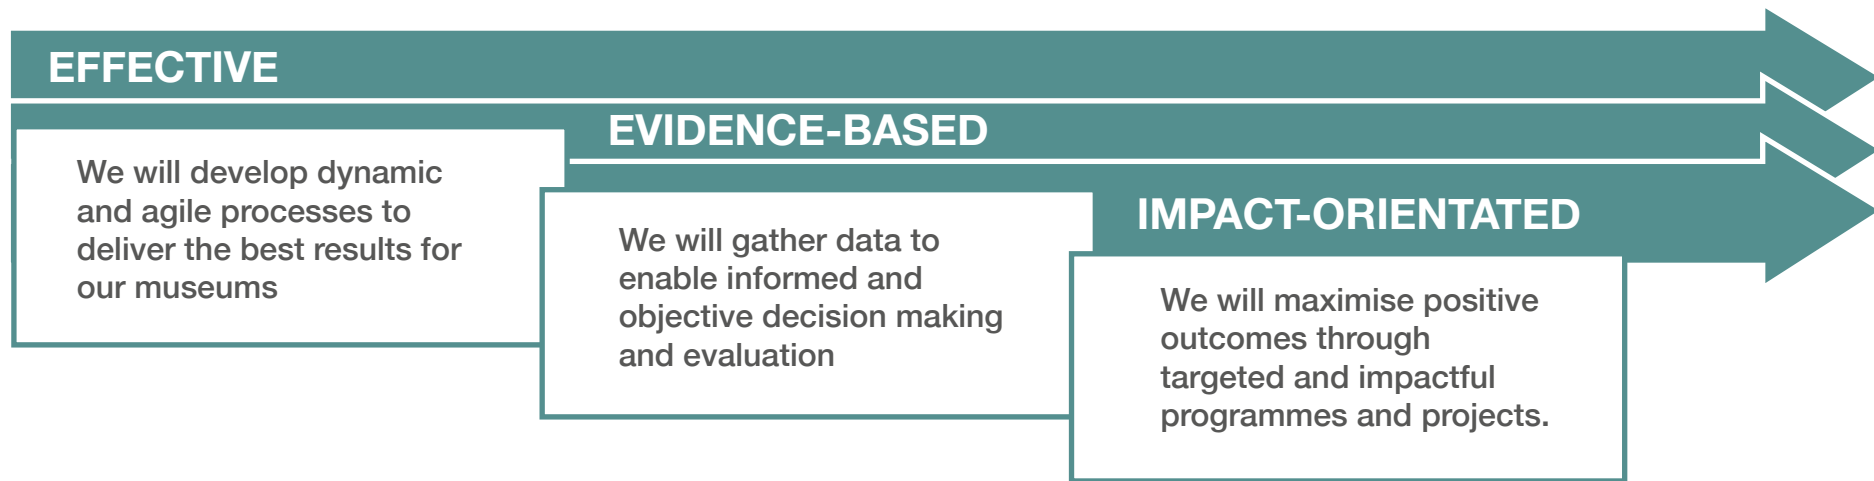 EFFECTIVE
We will develop dynamic
and agile processes to
deliver the best results for
our museums
EVIDENCE-BASED
We will gather data to
enable informed and
objective decision making
and evaluation
IMPACT-ORIENTATED
We will maximise positive
outcomes through
targeted and impactful
programmes and projects.